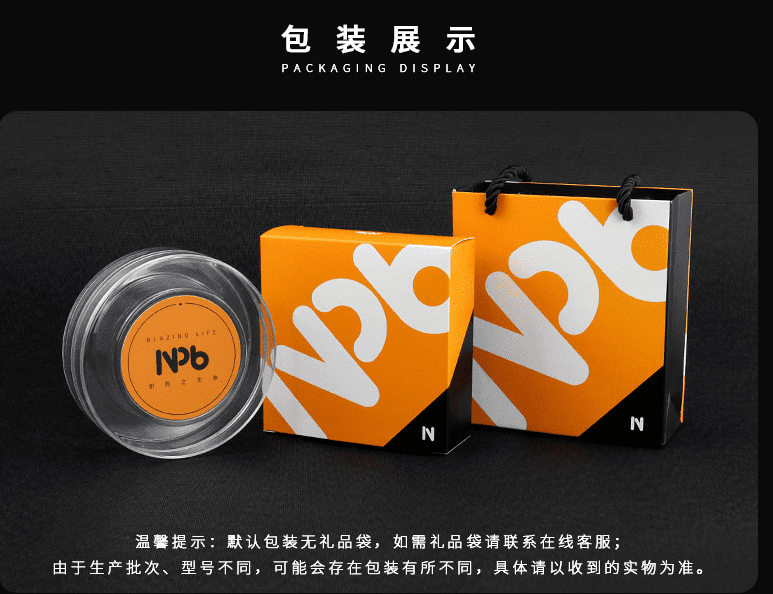 包装展示
PACKAGING DISPLAY
BLAZING LIFE
NPb
NPb
N
NPb
N
温馨提示：默认包装无礼品袋，如需礼品袋请联系在线客服；
由于生产批次、型号不同，可能会存在包装有所不同，具体请以收到的实物为准。